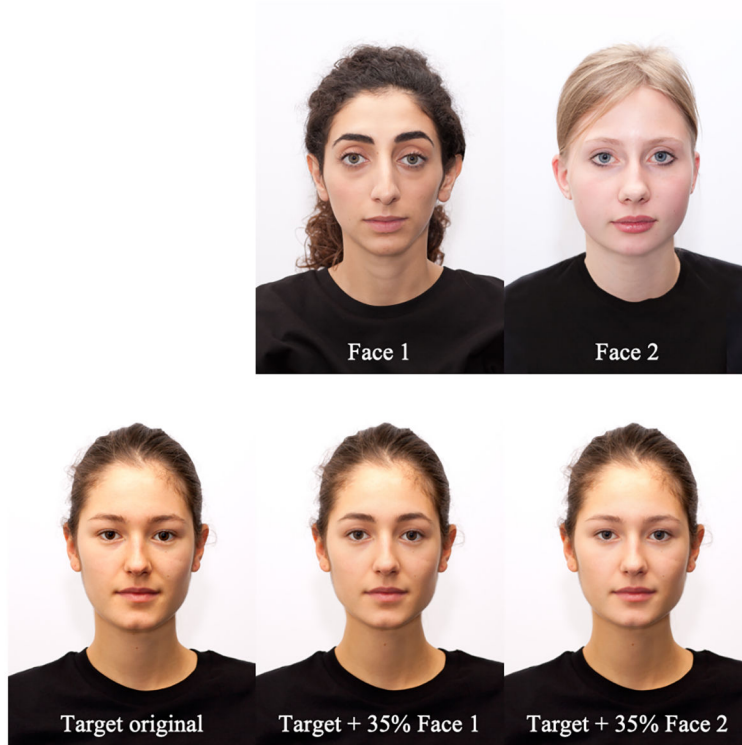 Face 1
Face 2
Target original
Target + 35% Face 1
Target + 35% Face 2